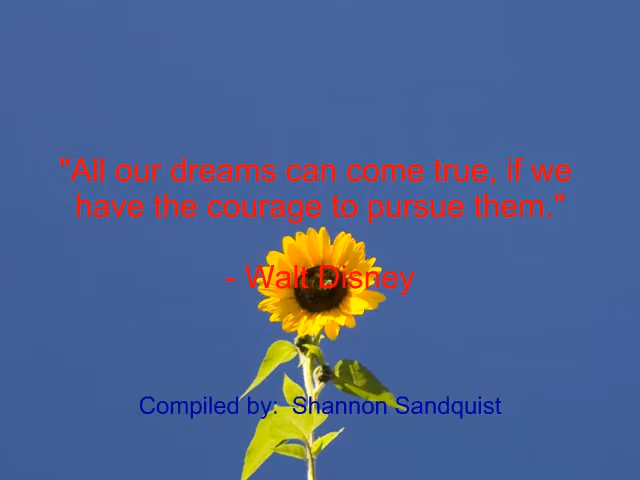 "All our dreams can come true, if we
have the courage to pursue them."
- Walt Disney
Compiled by:  Shannon Sandquist